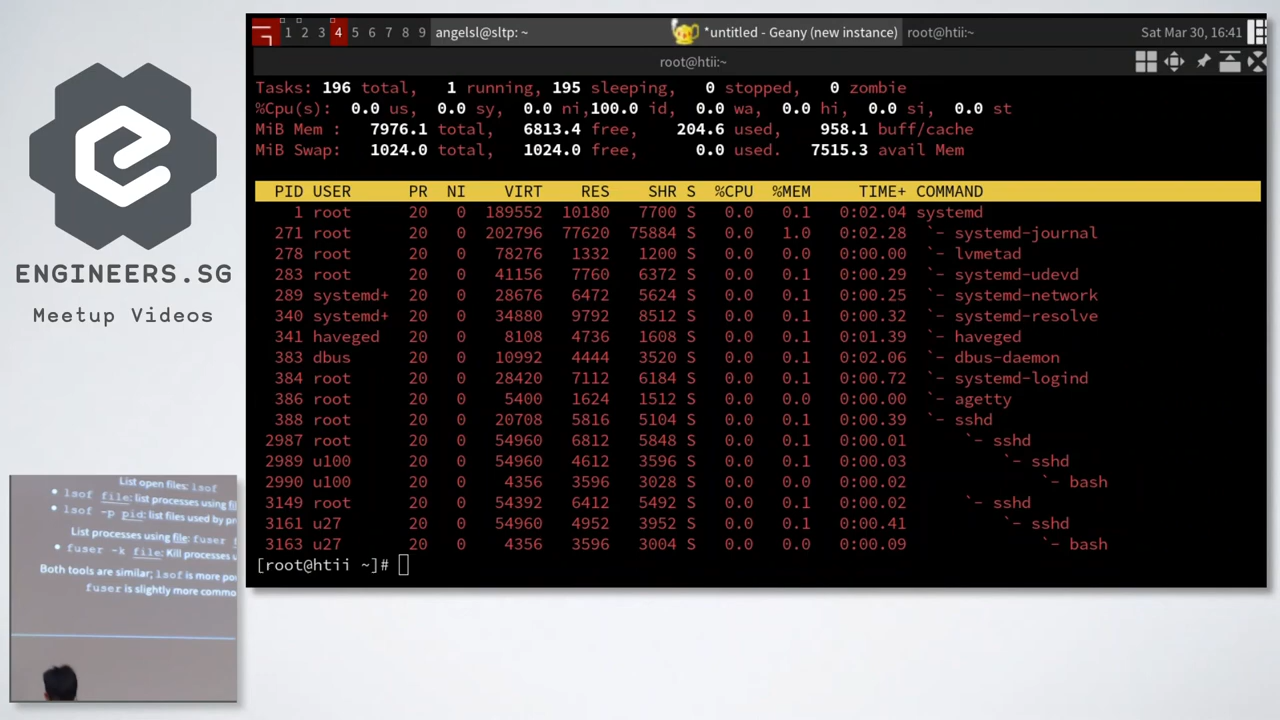 1 2 3 4 5 6 7 8 9 angelsl@sltp: ~ *untitled - Geany (new instance) root@htii:~ Sat Mar 30, 16:41
root@htii:~
Tasks: 196 total, 1 running, 195 sleeping, 0 stopped, 0 zombie
%Cpu(s): 0.0 us, 0.0 sy, 0.0 ni,100.0 id, 0.0 wa, 0.0 hi, 0.0 si, 0.0 st
MiB Mem : 7976.1 total, 6813.4 free, 204.6 used, 958.1 buff/cache
MiB Swap: 1024.0 total, 1024.0 free, 0.0 used. 7515.3 avail Mem
PID USER PR NI VIRT RES SHR S %CPU %MEM TIME+ COMMAND
1 root 20 0 189552 10180 7700 S 0.0 0.1 0:02.04 systemd
271 root 20 0 202796 77620 75884 S 0.0 1.0 0:02.28 `- systemd-journal
278 root 20 0 78276 1332 1200 S 0.0 0.0 0:00.00 `- lvmetad
283 root 20 0 41156 7760 6372 S 0.0 0.1 0:00.29 `- systemd-udevd
289 systemd+ 20 0 28676 6472 5624 S 0.0 0.1 0:00.25 `- systemd-network
340 systemd+ 20 0 34880 9792 8512 S 0.0 0.1 0:00.32 `- systemd-resolve
341 haveged 20 0 8108 4736 1608 S 0.0 0.1 0:01.39 `- haveged
383 dbus 20 0 10992 4444 3520 S 0.0 0.1 0:02.06 `- dbus-daemon
384 root 20 0 28420 7112 6184 S 0.0 0.1 0:00.72 `- systemd-logind
386 root 20 0 5400 1624 1512 S 0.0 0.0 0:00.00 `- agetty
388 root 20 0 20708 5816 5104 S 0.0 0.1 0:00.39 `- sshd
2987 root 20 0 54960 6812 5848 S 0.0 0.1 0:00.01 `- sshd
2989 u100 20 0 54960 4612 3596 S 0.0 0.1 0:00.03 `- sshd
2990 u100 20 0 4356 3596 3028 S 0.0 0.0 0:00.02 `- bash
3149 root 20 0 54392 6412 5492 S 0.0 0.1 0:00.02 `- sshd
3161 u27 20 0 54960 4952 3952 S 0.0 0.1 0:00.41 `- sshd
3163 u27 20 0 4356 3596 3004 S 0.0 0.0 0:00.09 `- bash
[root@htii ~]#
ENGINEERS.SG
Meetup Videos
List open files: lsof
• lsof file: list processes using
• lsof -p pid: list files used by
List processes using file: fuser
• fuser -k file: Kill processes
Both tools are similar; lsof is more
fuser is slightly more